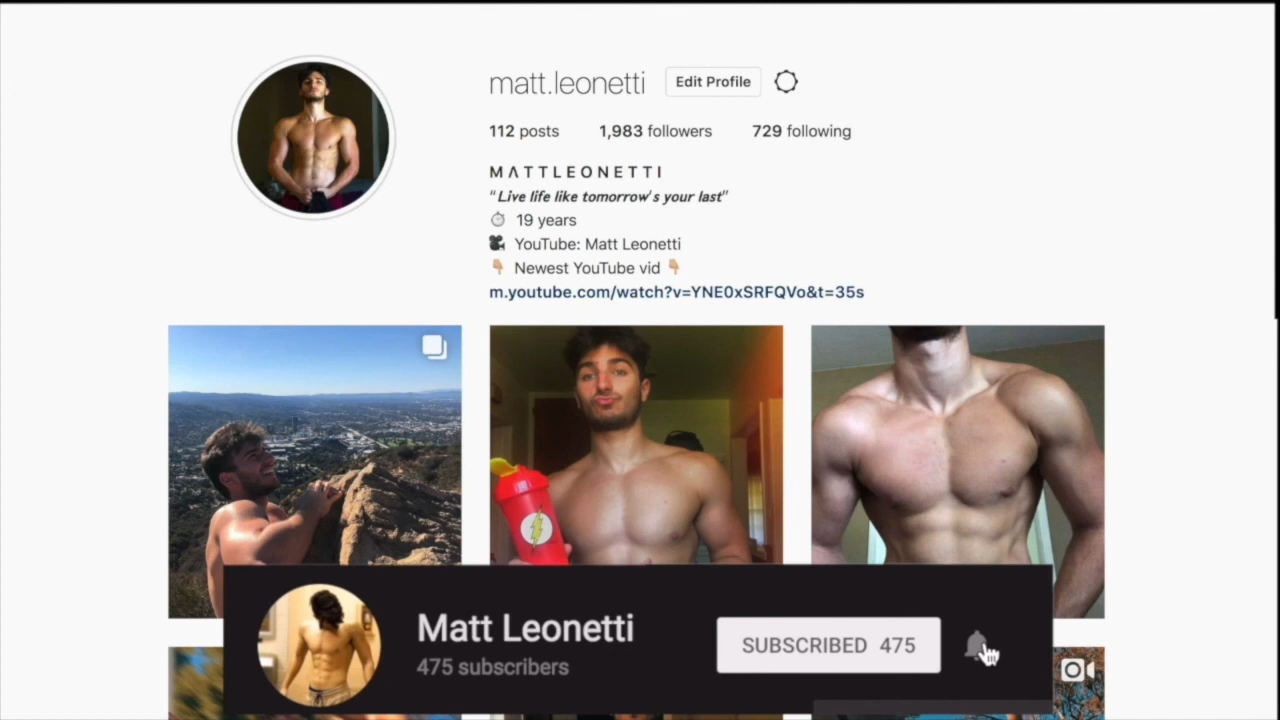 matt.leonetti Edit Profile
112 posts 1,983 followers 729 following
MΛTTLEONETTI
"Live life like tomorrow's your last"
19 years
YouTube: Matt Leonetti
Newest YouTube vid
m.youtube.com/watch?v=YNE0xSRFQVo&t=35s
Matt Leonetti
475 subscribers
SUBSCRIBED 475